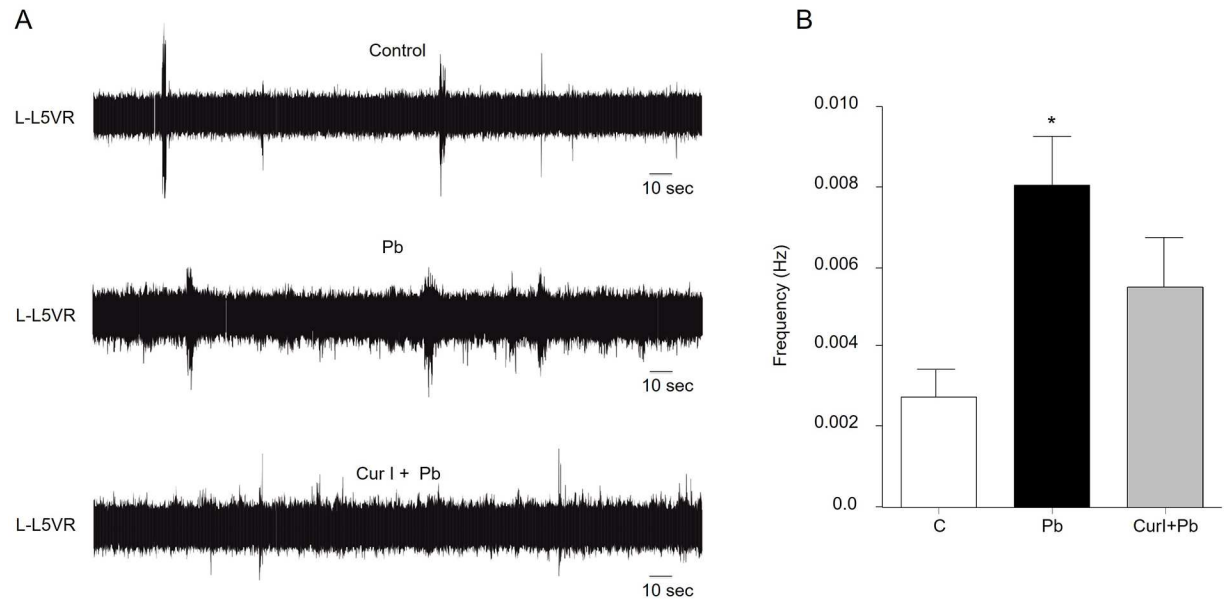 A
Control
L-L5VR
10 sec
Pb
L-L5VR
10 sec
Cur I + Pb
L-L5VR
10 sec
B
0.010
*
0.008
0.006
0.004
0.002
0.0
Frequency (Hz)
C Pb CurI+Pb